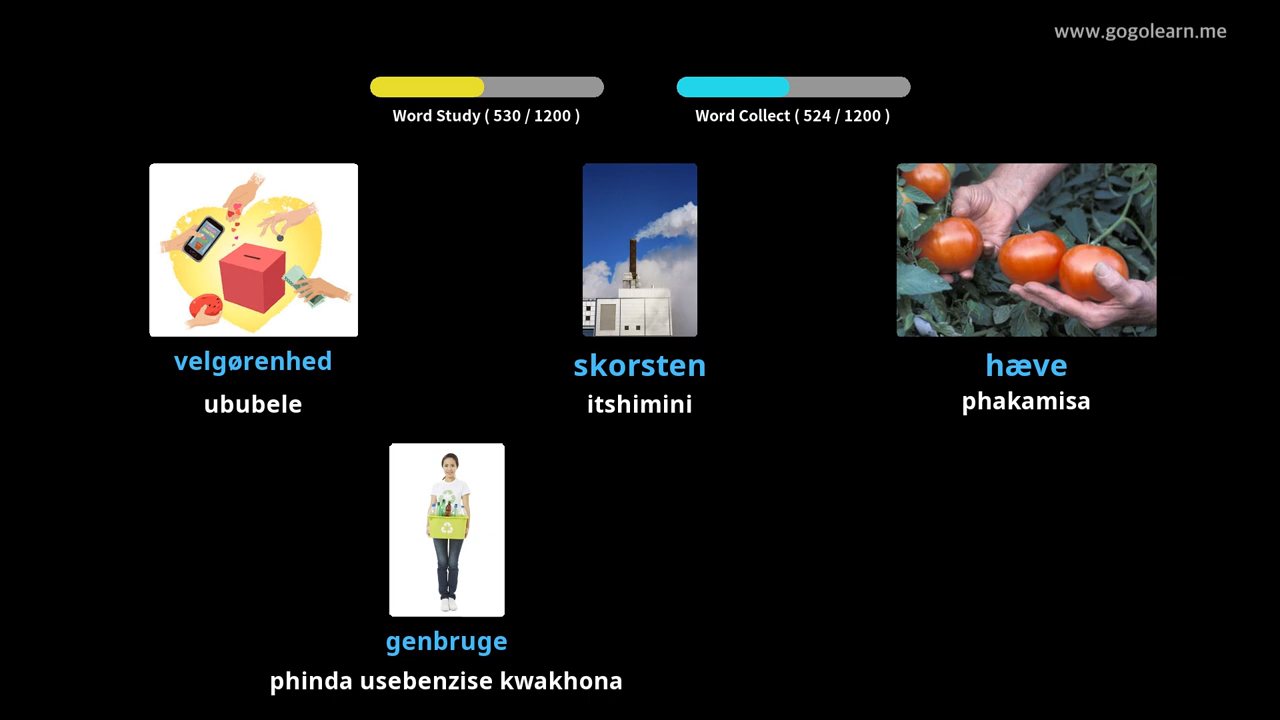 www.gogolearn.me
Word Study ( 530 / 1200 )
Word Collect ( 524 / 1200 )
velgørenhed
ububele
skorsten
itshimini
hæve
phakamisa
genbruge
phinda usebenzise kwakhona